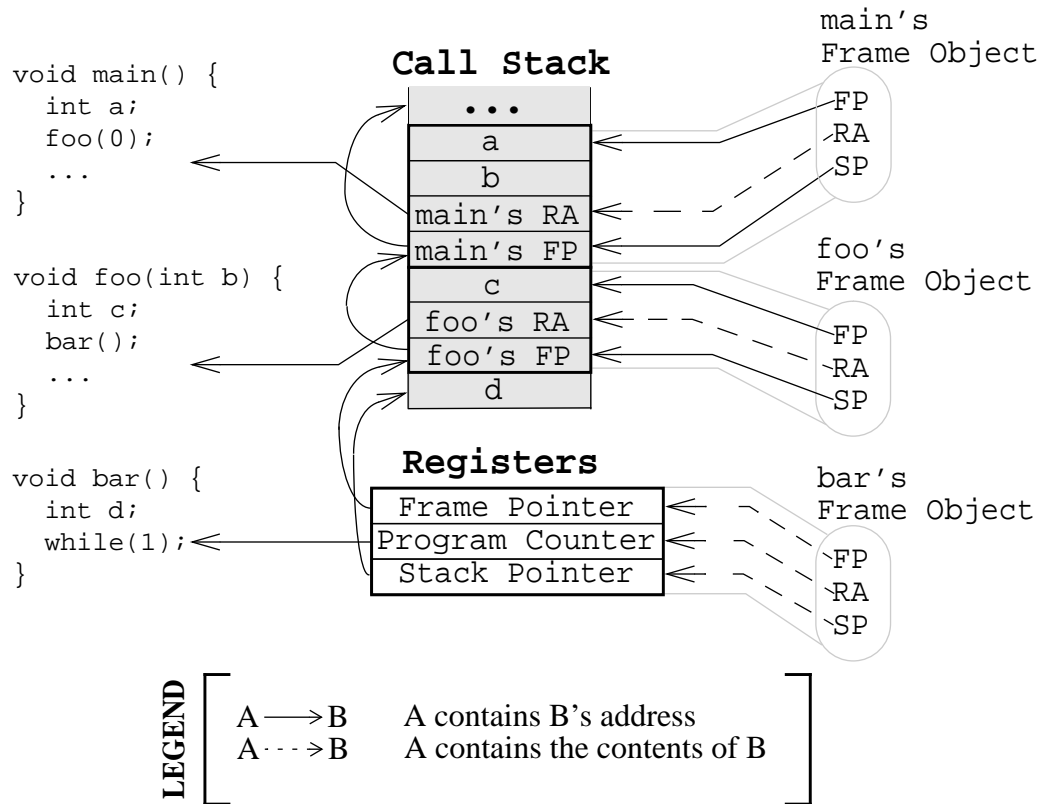 void main() {
int a;
foo(0);
...
}
void foo(int b) {
int c;
bar();
...
}
void bar() {
int d;
while(1);
}
Call Stack
...
a
b
main's RA
main's FP
c
foo's RA
foo's FP
d
Registers
Frame Pointer
Program Counter
Stack Pointer
main's
Frame Object
FP
RA
SP
foo's
Frame Object
FP
RA
SP
bar's
Frame Object
FP
RA
SP
LEGEND
A B A contains B's address
A B A contains the contents of B